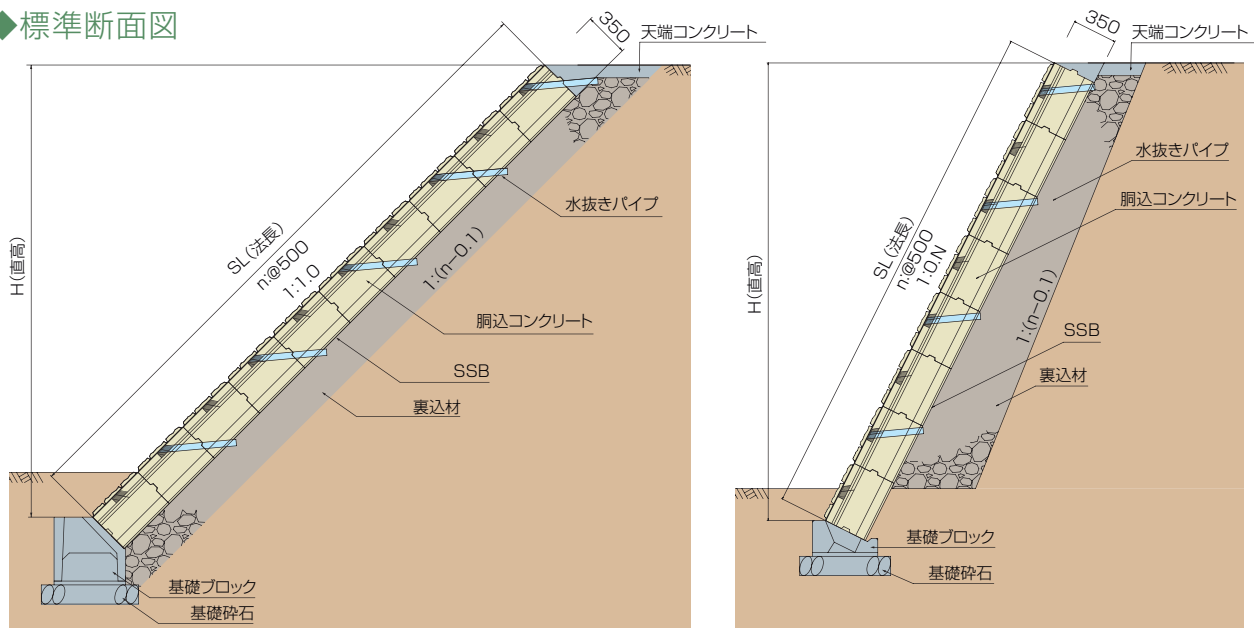 ◆標準断面図
350
天端コンクリート
水抜きパイプ
SL(法長)
n:@500
1:1.0
H(直高)
1:(n−0.1)
胴込コンクリート
SSB
裏込材
基礎ブロック
基礎砕石
350
天端コンクリート
水抜きパイプ
胴込コンクリート
SL(法長)
n:@500
1:0.N
H(直高)
1:(n−0.1)
SSB
裏込材
基礎ブロック
基礎砕石